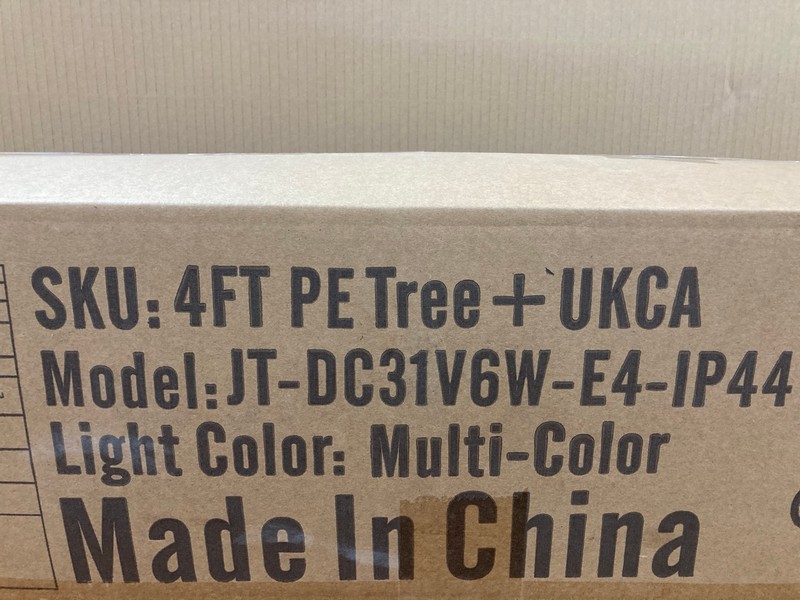 SKU: 4FT PE Tree+UKCA
Model:JT-DC31V6W-E4-IP44
Light Color: Multi-Color
Made In China